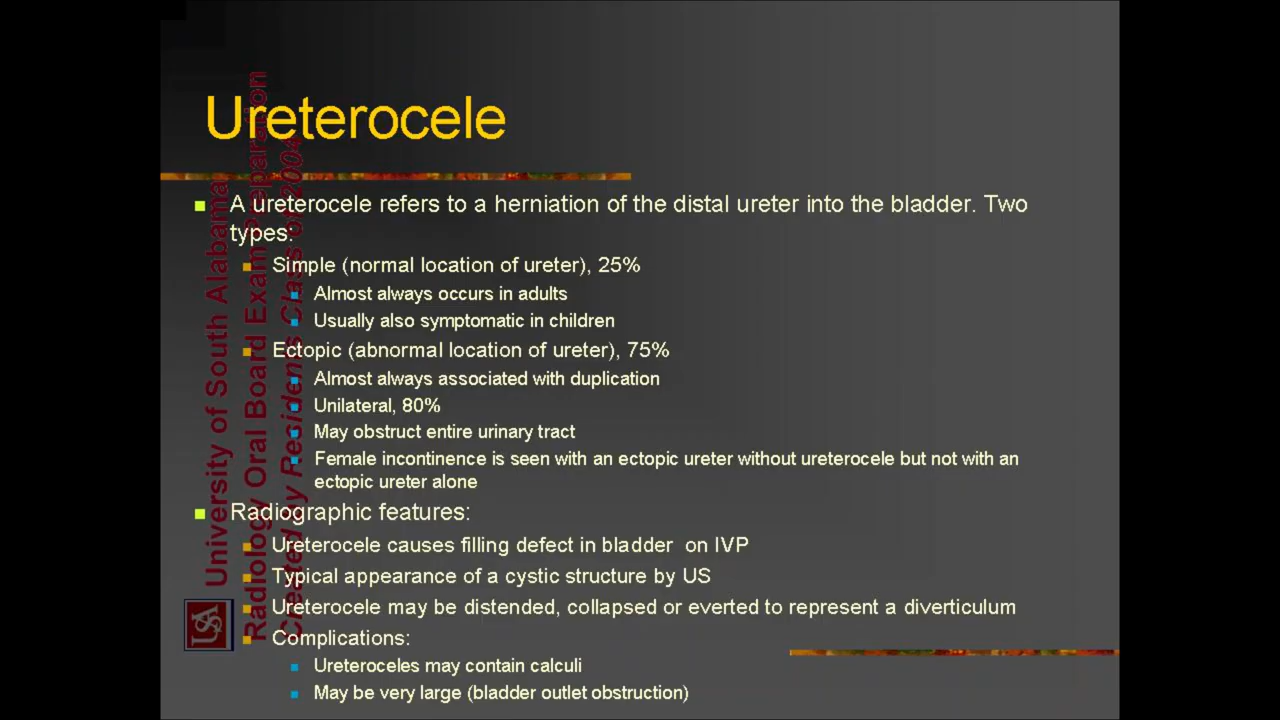 Ureterocele
A ureterocele refers to a herniation of the distal ureter into the bladder. Two
types:
Simple (normal location of ureter), 25%
Almost always occurs in adults
Usually also symptomatic in children
Ectopic (abnormal location of ureter), 75%
Almost always associated with duplication
Unilateral, 80%
May obstruct entire urinary tract
Female incontinence is seen with an ectopic ureter without ureterocele but not with an
ectopic ureter alone
Radiographic features:
Ureterocele causes filling defect in bladder on IVP
Typical appearance of a cystic structure by US
Ureterocele may be distended, collapsed or everted to represent a diverticulum
Complications:
Ureteroceles may contain calculi
May be very large (bladder outlet obstruction)
University of South Alabama
Radiology Oral Board Exam Preparation
Created by Residents Class of 2004
USA